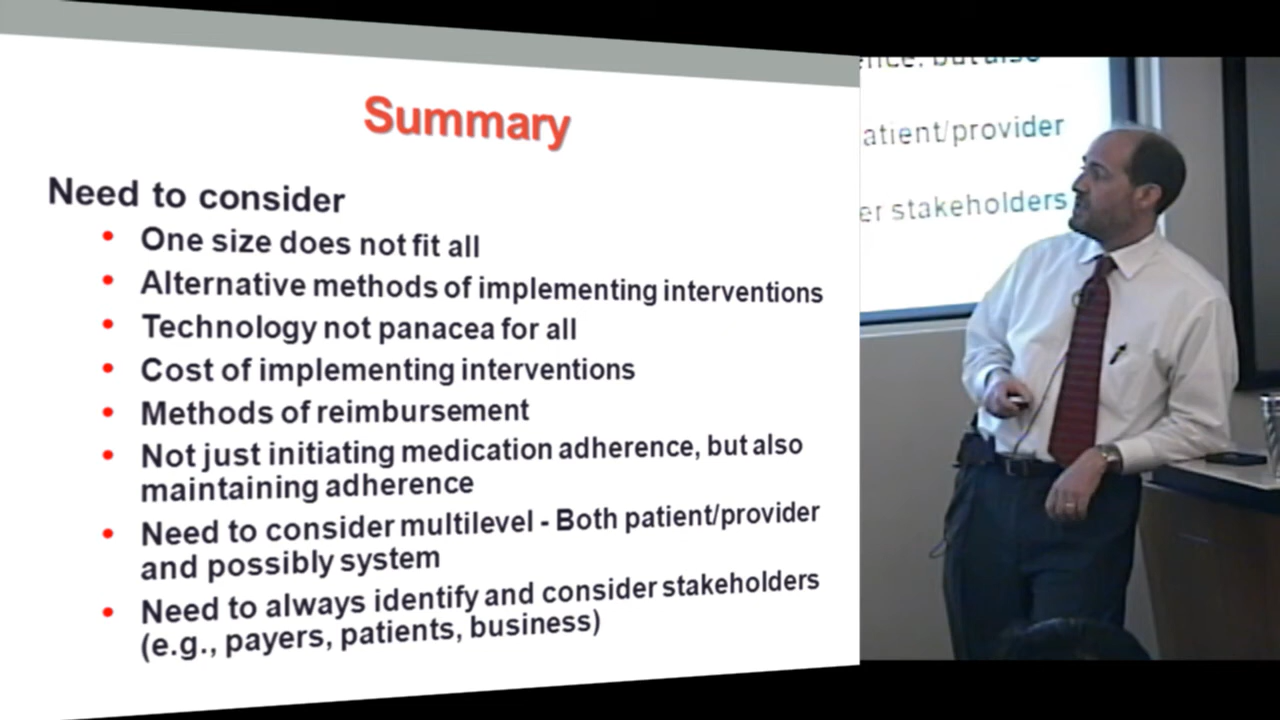 Summary
Need to consider
• One size does not fit all
• Alternative methods of implementing interventions
• Technology not panacea for all
• Cost of implementing interventions
• Methods of reimbursement
• Not just initiating medication adherence, but also
maintaining adherence
• Need to consider multilevel - Both patient/provider
and possibly system
• Need to always identify and consider stakeholders
(e.g., payers, patients, business)
but also
atient/provider
er stakeholders